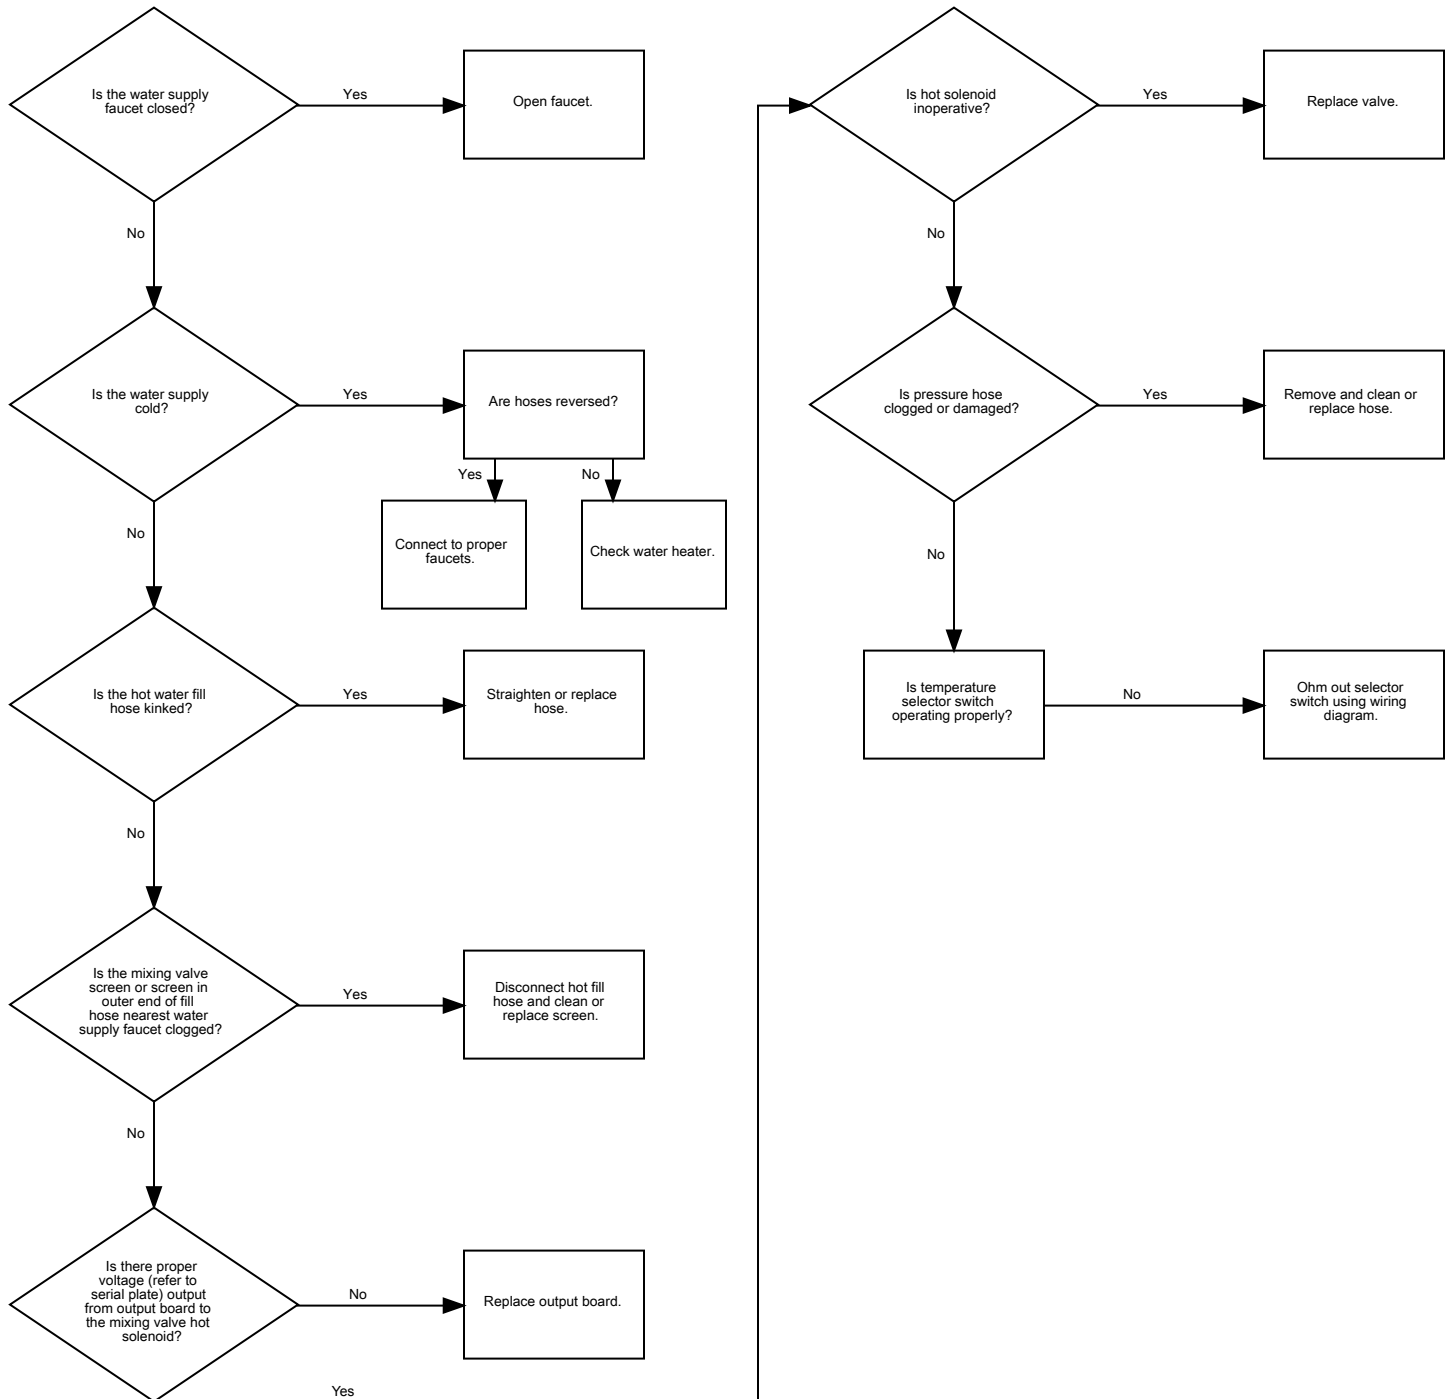 Is the water supply
faucet closed?
Yes
Open faucet.
No
Is the water supply
cold?
Yes
Are hoses reversed?
Yes
No
Connect to proper
faucets.
Check water heater.
No
Is the hot water fill
hose kinked?
Yes
Straighten or replace
hose.
No
Is the mixing valve
screen or screen in
outer end of fill
hose nearest water
supply faucet clogged?
Yes
Disconnect hot fill
hose and clean or
replace screen.
No
Is there proper
voltage (refer to
serial plate) output
from output board to
the mixing valve hot
solenoid?
No
Replace output board.
Yes
Is hot solenoid
inoperative?
Yes
Replace valve.
No
Is pressure hose
clogged or damaged?
Yes
Remove and clean or
replace hose.
No
Is temperature
selector switch
operating properly?
No
Ohm out selector
switch using wiring
diagram.